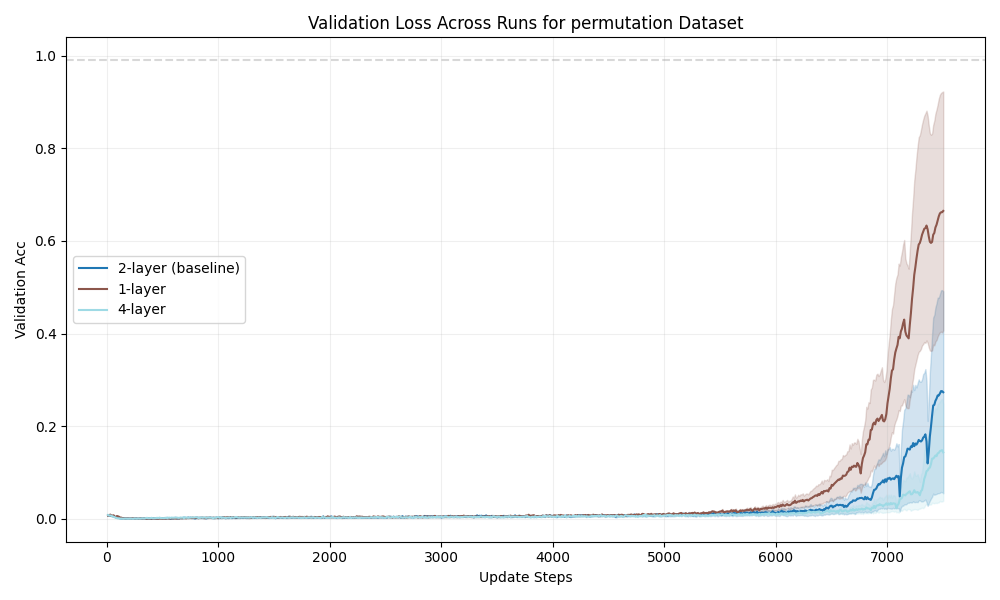 Validation Loss Across Runs for permutation Dataset
Validation Acc
1.0
0.8
0.6
0.4
0.2
0.0
2-layer (baseline)
1-layer
4-layer
0 1000 2000 3000 4000 5000 6000 7000
Update Steps